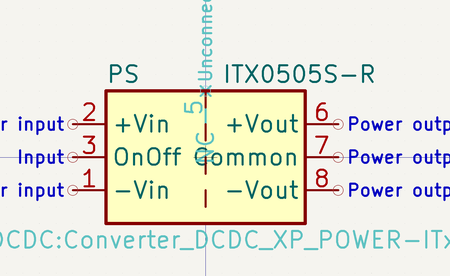 PS ITX0505S-R
Unconnec
5
NC
r input 2 +Vin +Vout 6 Power outp
Input 3 OnOff Common 7 Power outp
r input 1 -Vin -Vout 8 Power outp
DCDC:Converter_DCDC_XP_POWER-ITx